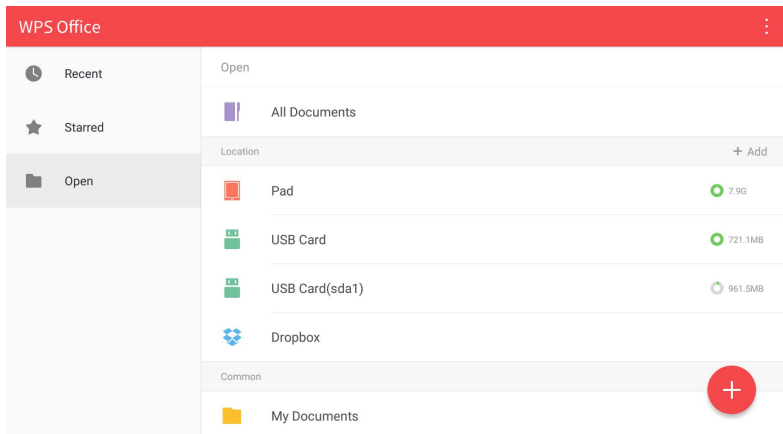 WPS Office
Recent
Starred
Open
Open
All Documents
Location + Add
Pad 7.9G
USB Card 721.1MB
USB Card(sda1) 961.5MB
Dropbox
Common
My Documents